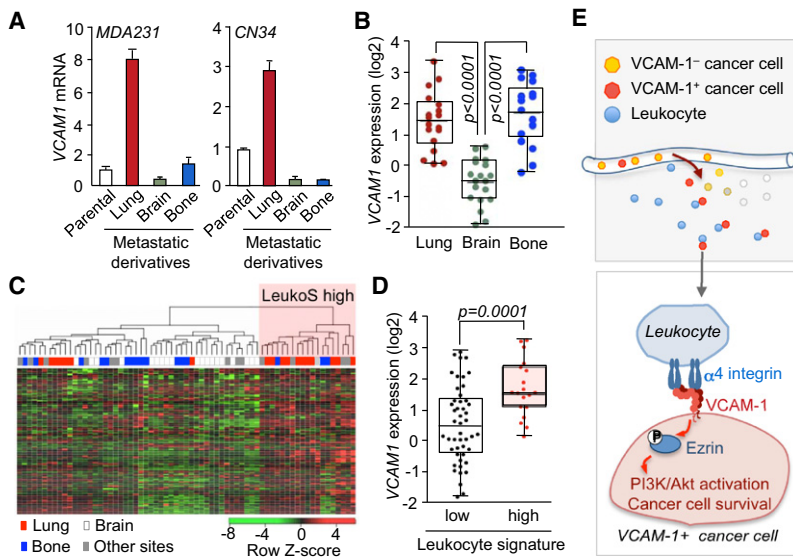 A
MDA231
CN34
VCAM1 mRNA
10
8
6
4
2
0
4
3
2
1
0
Parental
Lung
Brain
Bone
Parental
Lung
Brain
Bone
Metastatic
derivatives
Metastatic
derivatives
B
VCAM1 expression (log2)
4
3
2
1
0
-1
-2
p<0.0001
p<0.0001
Lung
Brain
Bone
C
LeukoS high
Lung
Brain
Bone
Other sites
-8 -4 0 4 8
Row Z-score
D
VCAM1 expression (log2)
4
3
2
1
0
-1
-2
p=0.0001
low
high
Leukocyte signature
E
VCAM-1⁻ cancer cell
VCAM-1⁺ cancer cell
Leukocyte
Leukocyte
α4 integrin
VCAM-1
P
Ezrin
PI3K/Akt activation
Cancer cell survival
VCAM-1+ cancer cell